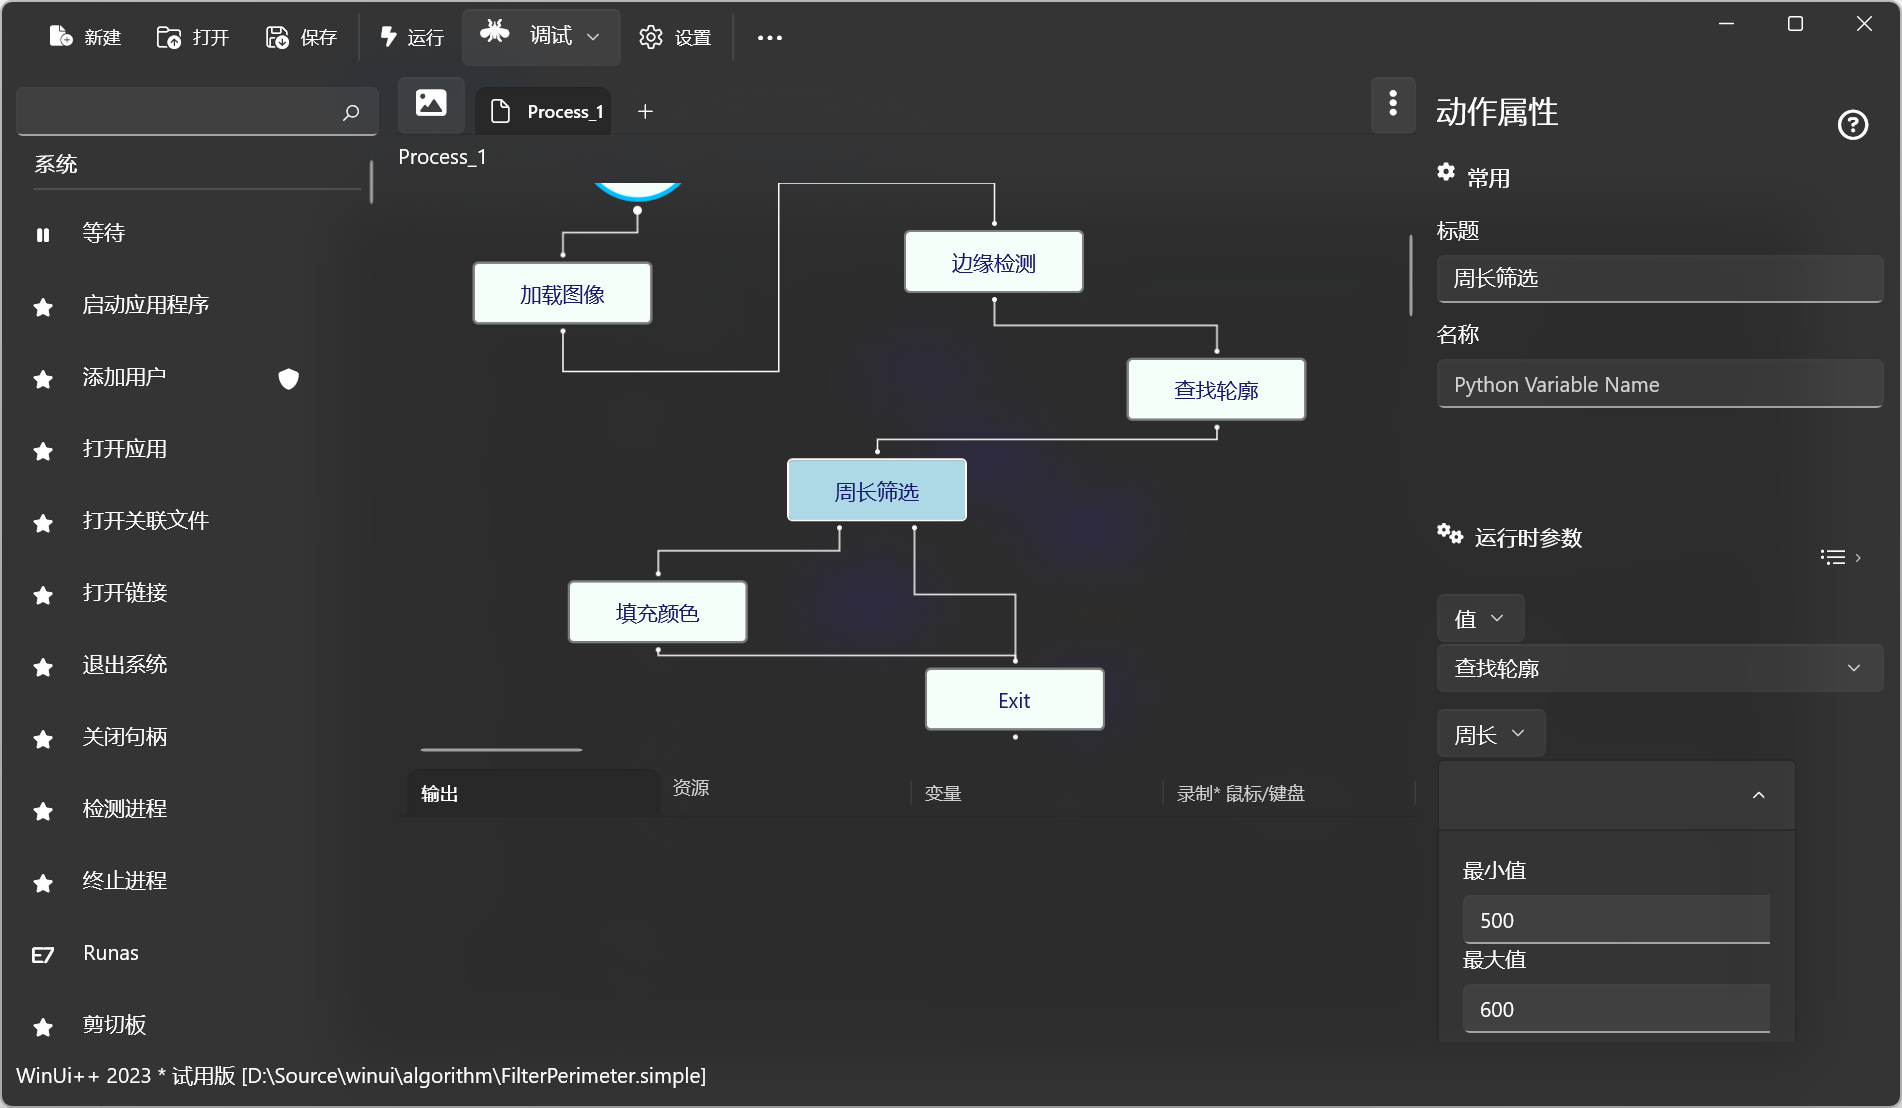 新建
打开
保存
运行
调试
设置
系统
等待
启动应用程序
添加用户
打开应用
打开关联文件
打开链接
退出系统
关闭句柄
检测进程
终止进程
Runas
剪切板
Process_1
Process_1
加载图像
边缘检测
查找轮廓
周长筛选
填充颜色
Exit
输出
资源
变量
录制* 鼠标/键盘
动作属性
常用
标题
周长筛选
名称
Python Variable Name
运行时参数
值
查找轮廓
周长
最小值
500
最大值
600
WinUi++ 2023 * 试用版 [D:\Source\winui\algorithm\FilterPerimeter.simple]